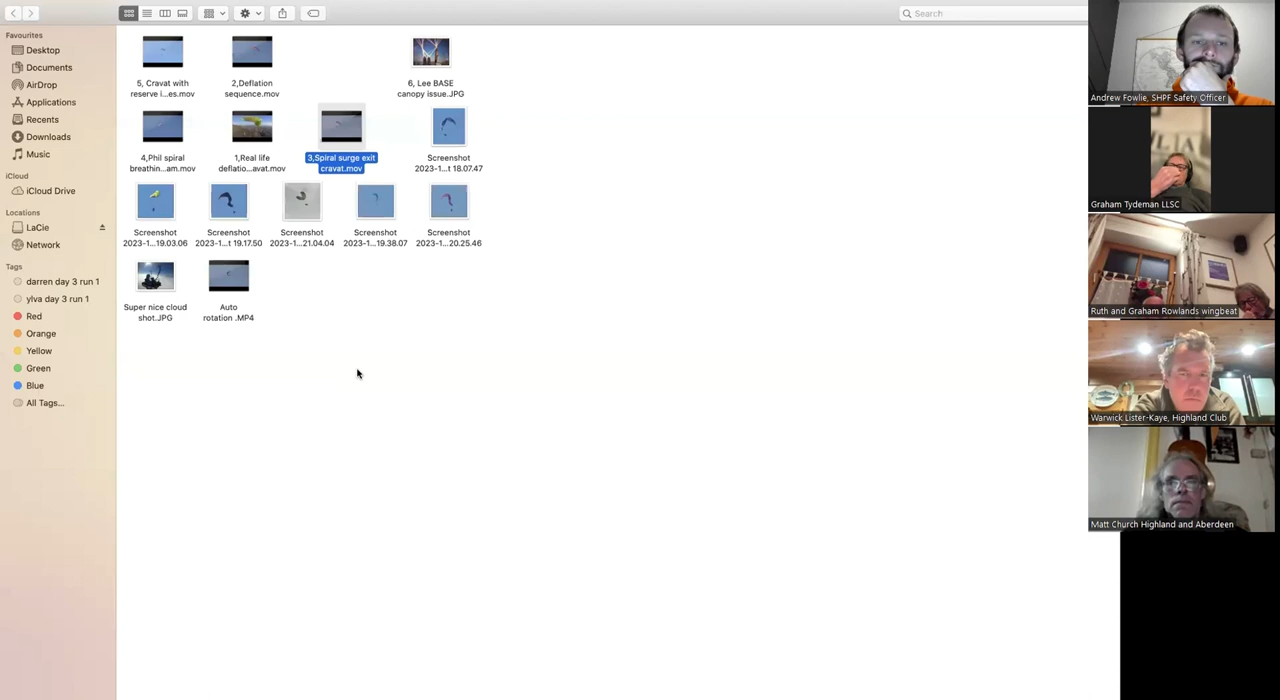 Search
Favourites
Desktop
Documents
AirDrop
Applications
Recents
Downloads
Music
iCloud
iCloud Drive
Locations
LaCie
Network
Tags
darren day 3 run 1
ylva day 3 run 1
Red
Orange
Yellow
Green
Blue
All Tags...
5, Cravat with
reserve i...es.mov
2,Deflation
sequence.mov
6, Lee BASE
canopy issue.JPG
4,Phil spiral
breathin...am.mov
1,Real life
deflatio...avat.mov
3,Spiral surge exit
cravat.mov
Screenshot
2023-1...t 18.07.47
Screenshot
2023-1...19.03.06
Screenshot
2023-1...t 19.17.50
Screenshot
2023-1...21.04.04
Screenshot
2023-1...19.38.07
Screenshot
2023-1...20.25.46
Super nice cloud
shot.JPG
Auto
rotation .MP4
Andrew Fowlie, SHPF Safety Officer
Graham Tydeman LLSC
Ruth and Graham Rowlands wingbeat
Warwick Lister-Kaye, Highland Club
Matt Church Highland and Aberdeen